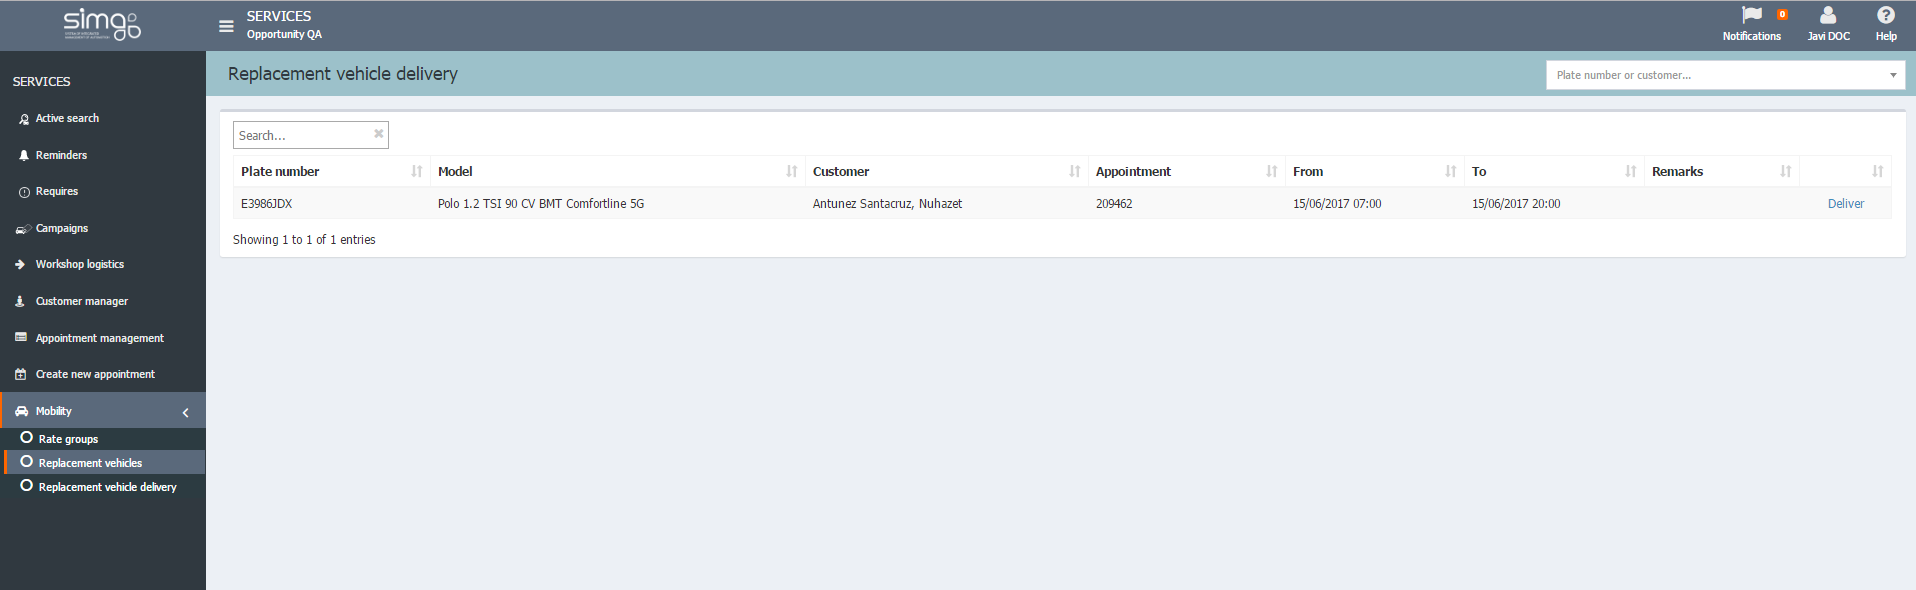 simgo
SERVICES
Opportunity QA
0
Notifications
Javi DOC
Help
SERVICES
Active search
Reminders
Requires
Campaigns
Workshop logistics
Customer manager
Appointment management
Create new appointment
Mobility
Rate groups
Replacement vehicles
Replacement vehicle delivery
Replacement vehicle delivery
Plate number or customer...
Search...
Plate number Model Customer Appointment From To Remarks
E3986JDX Polo 1.2 TSI 90 CV BMT Comfortline 5G Antunez Santacruz, Nuhazet 209462 15/06/2017 07:00 15/06/2017 20:00 Deliver
Showing 1 to 1 of 1 entries